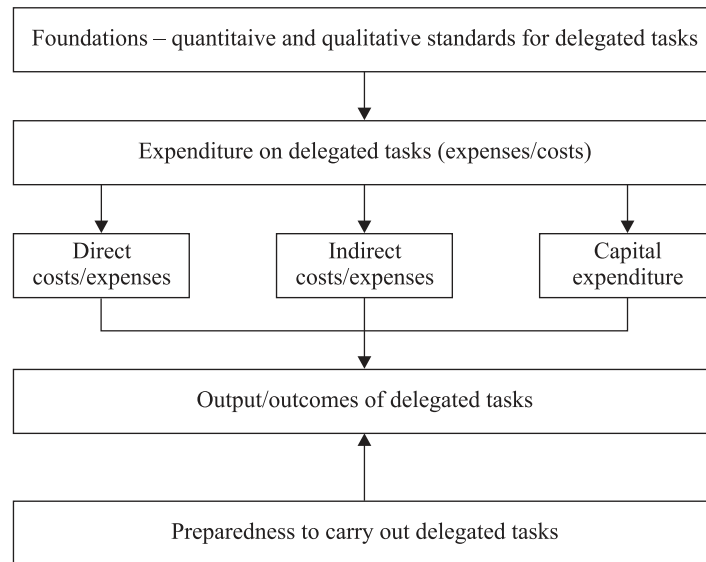 Foundations – quantitaive and qualitative standards for delegated tasks
Expenditure on delegated tasks (expenses/costs)
Direct
costs/expenses
Indirect
costs/expenses
Capital
expenditure
Output/outcomes of delegated tasks
Preparedness to carry out delegated tasks